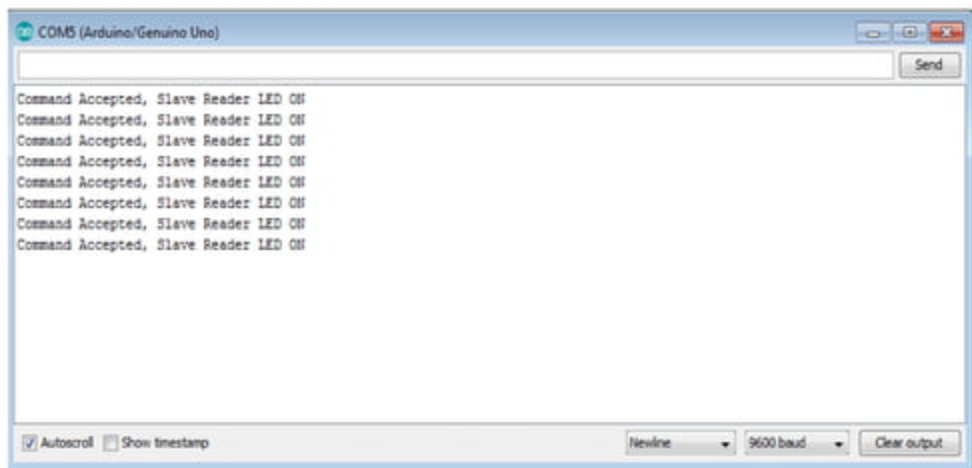 COM5 (Arduino/Genuino Uno)
Send
Command Accepted, Slave Reader LED ON
Command Accepted, Slave Reader LED ON
Command Accepted, Slave Reader LED ON
Command Accepted, Slave Reader LED ON
Command Accepted, Slave Reader LED ON
Command Accepted, Slave Reader LED ON
Command Accepted, Slave Reader LED ON
Command Accepted, Slave Reader LED ON
Autoscroll Show timestamp Newline 9600 baud Clear output